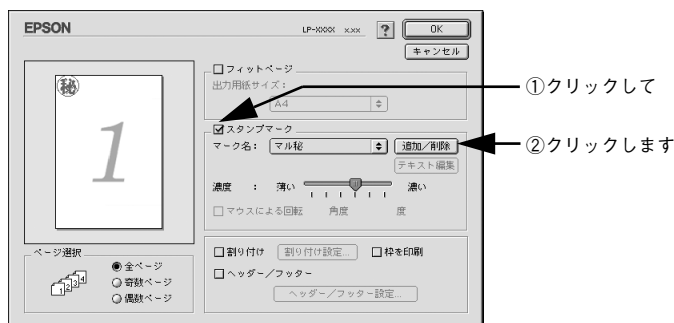 EPSON
LP-XXXX x.xx
?
OK
キャンセル
㊙
1
フィットページ
出力用紙サイズ：
A4
①クリックして
スタンプマーク
マーク名： マル秘
追加/削除
②クリックします
テキスト編集
濃度 ： 薄い 濃い
マウスによる回転 角度 度
ページ選択
1 2 3 4
全ページ
奇数ページ
偶数ページ
割り付け 割り付け設定... 枠を印刷
ヘッダー/フッター
ヘッダー/フッター設定...